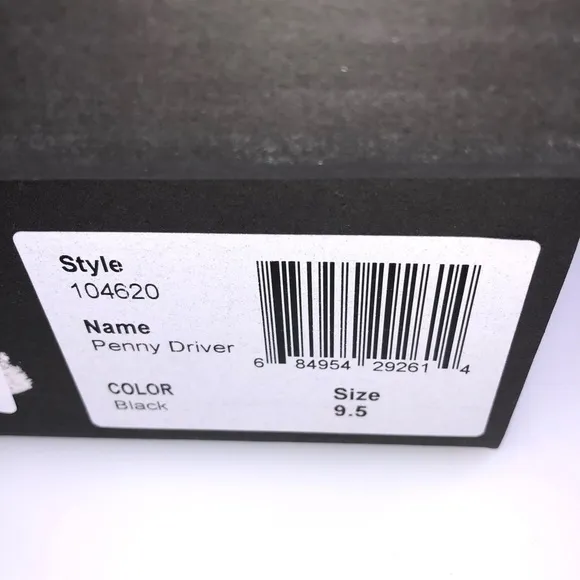 Style
104620
Name
Penny Driver
COLOR
Black
6 84954 29261 4
Size
9.5